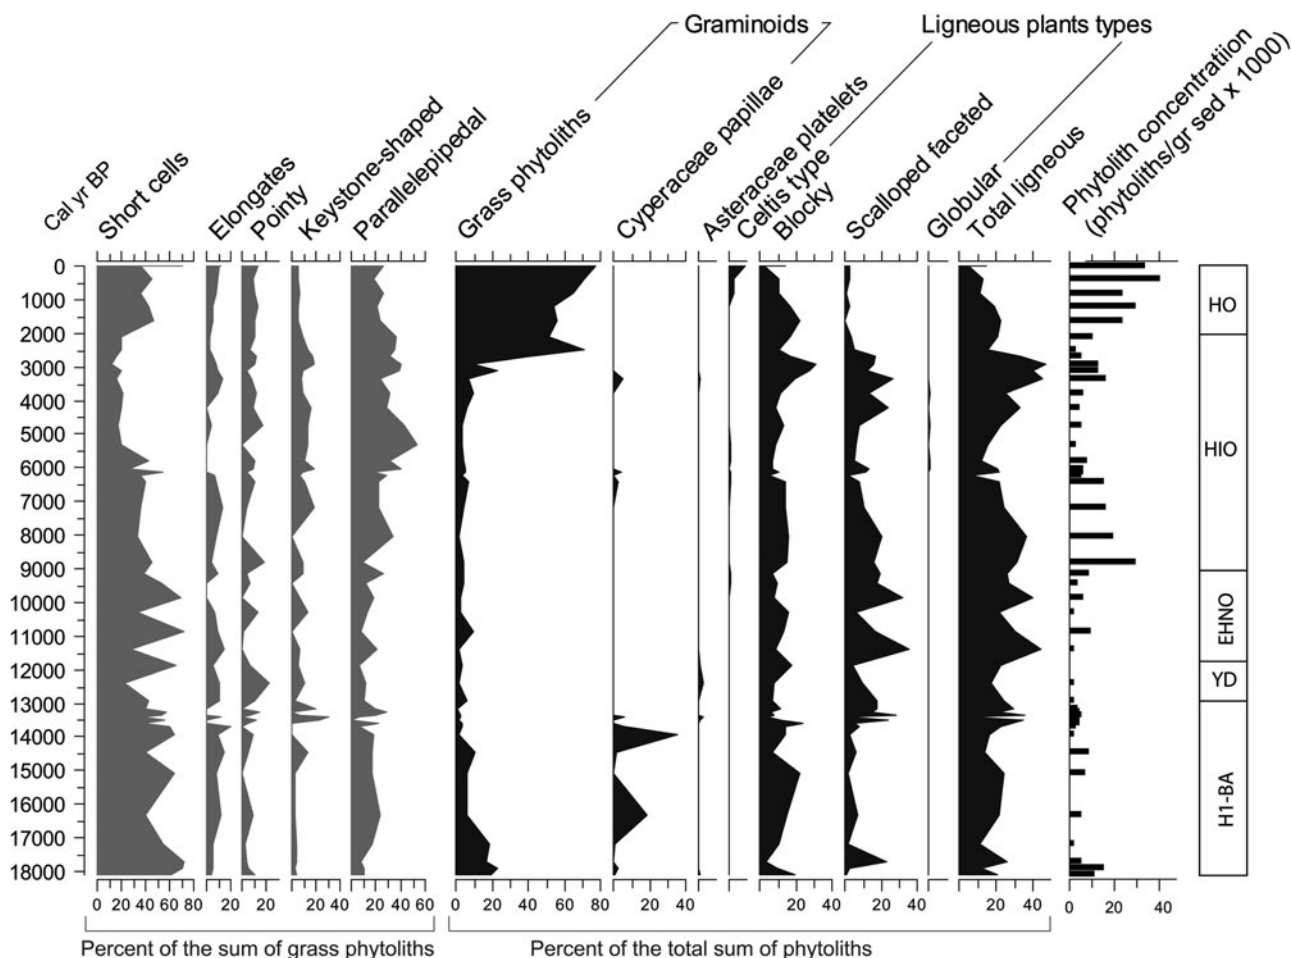 Graminoids
Ligneous plants types
Cal yr BP
Short cells
Elongates
Pointy
Keystone-shaped
Parallelepipedal
Grass phytoliths
Cyperaceae papillae
Asteraceae platelets
Celtis type
Blocky
Scalloped faceted
Globular
Total ligneous
Phytolith concentratiion
(phytoliths/gr sed x 1000)
0
1000
2000
3000
4000
5000
6000
7000
8000
9000
10000
11000
12000
13000
14000
15000
16000
17000
18000
HO
HIO
EHNO
YD
H1-BA
0 20 40 60 80 20 20 20 20 40 60 0 20 40 60 80 20 40 20 40 20 40 20 40 0 20 40
Percent of the sum of grass phytoliths
Percent of the total sum of phytoliths